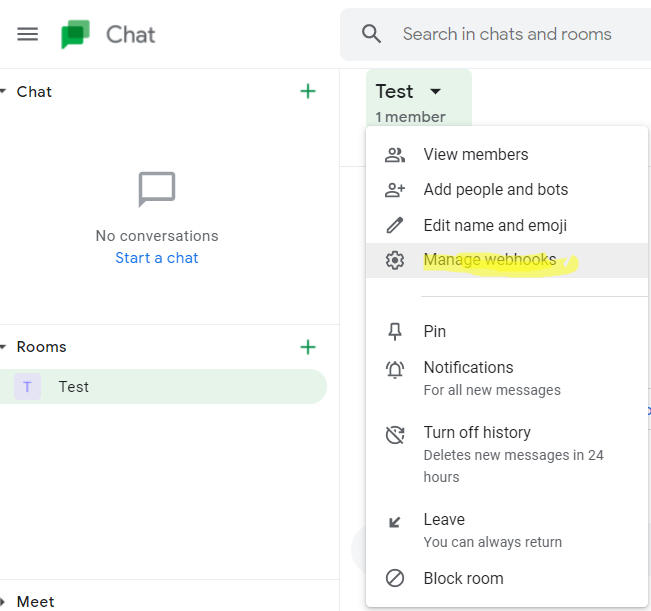 Chat
Search in chats and rooms
Chat
No conversations
Start a chat
Rooms
T
Test
Meet
Test
1 member
View members
Add people and bots
Edit name and emoji
Manage webhooks
Pin
Notifications
For all new messages
Turn off history
Deletes new messages in 24
hours
Leave
You can always return
Block room